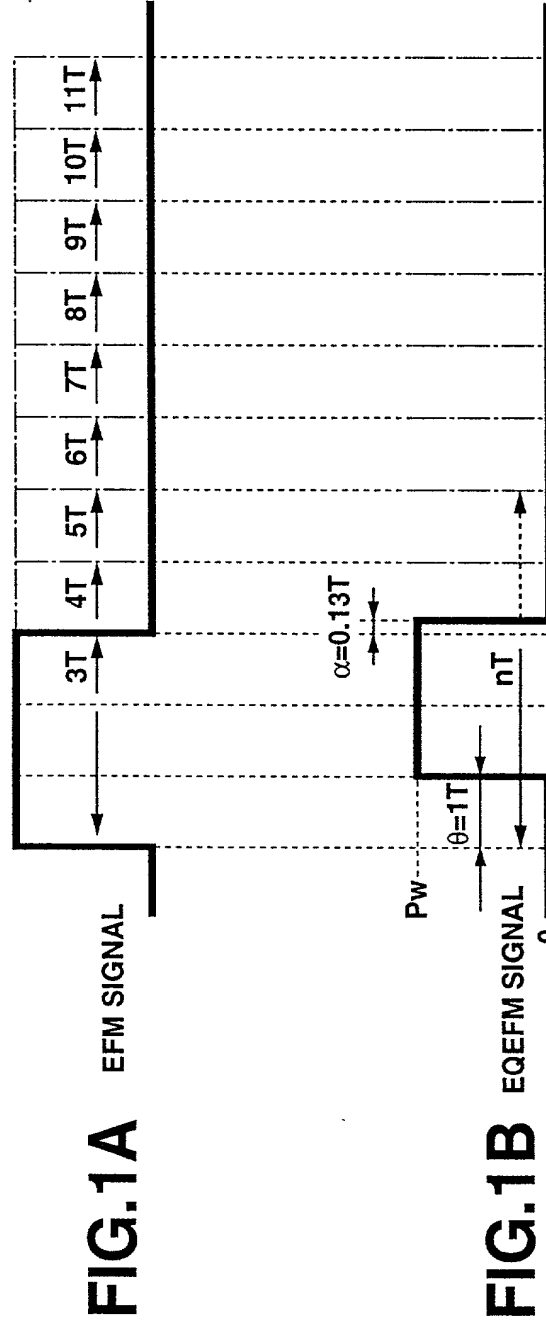 FIG.1A
EFM SIGNAL
3T
4T
5T
6T
7T
8T
9T
10T
11T
FIG.1B
EQEFM SIGNAL
Pw
0
θ=1T
α=0.13T
nT